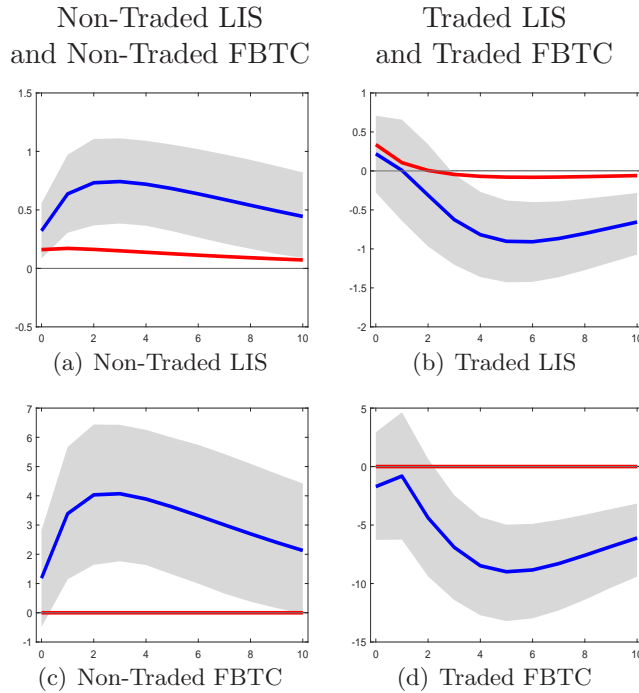 Non-Traded LIS
and Non-Traded FBTC
Traded LIS
and Traded FBTC
1.5
1
0.5
0
-0.5
0 2 4 6 8 10
(a) Non-Traded LIS
1
0.5
0
-0.5
-1
-1.5
-2
0 2 4 6 8 10
(b) Traded LIS
7
6
5
4
3
2
1
0
-1
0 2 4 6 8 10
(c) Non-Traded FBTC
5
0
-5
-10
-15
0 2 4 6 8 10
(d) Traded FBTC